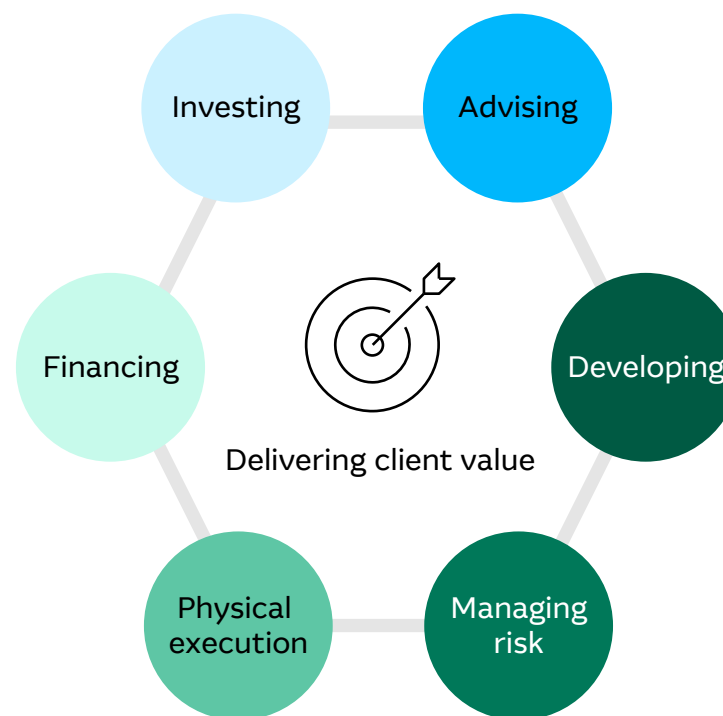 Investing
Advising
Financing
Developing
Delivering client value
Physical
execution
Managing
risk